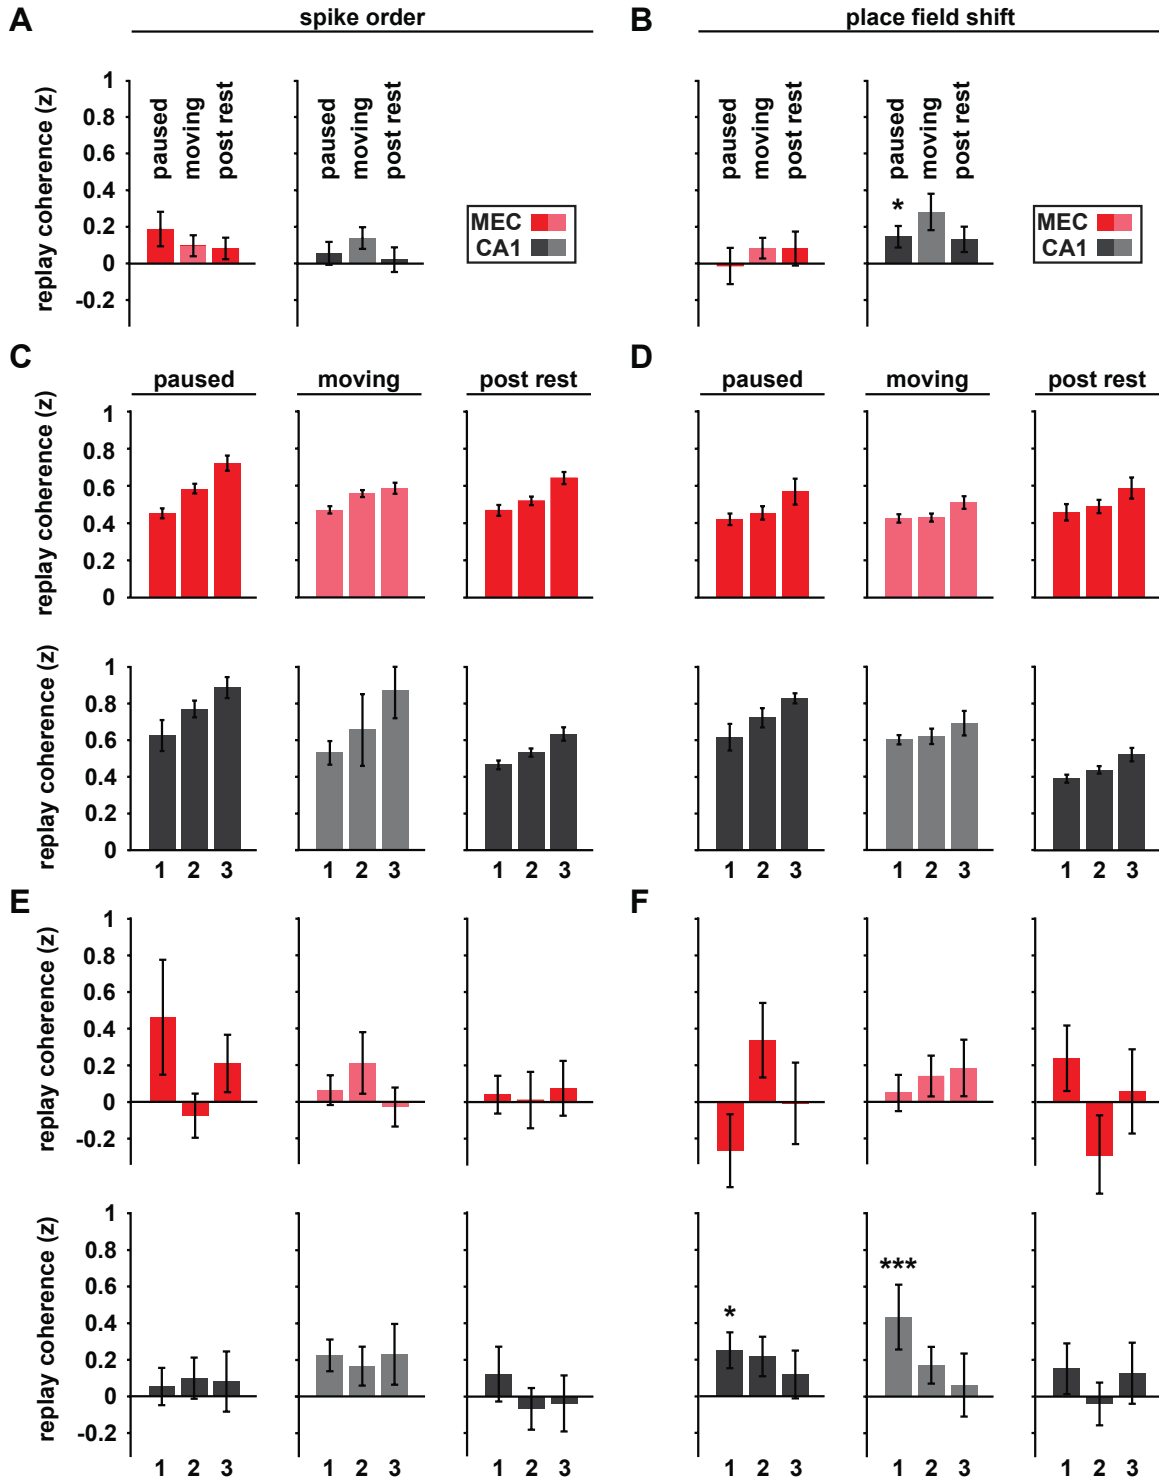 A spike order B place field shift
replay coherence (z)
1
0.8
0.6
0.4
0.2
0
-0.2
paused moving post rest
paused moving post rest
MEC
CA1
paused moving post rest
*
paused moving post rest
MEC
CA1
C paused moving post rest D paused moving post rest
replay coherence (z)
1
0.8
0.6
0.4
0.2
0
replay coherence (z)
1
0.8
0.6
0.4
0.2
0
1 2 3 1 2 3 1 2 3 1 2 3 1 2 3 1 2 3
E F
replay coherence (z)
1
0.8
0.6
0.4
0.2
0
-0.2
replay coherence (z)
1
0.8
0.6
0.4
0.2
0
-0.2
* ***
1 2 3 1 2 3 1 2 3 1 2 3 1 2 3 1 2 3